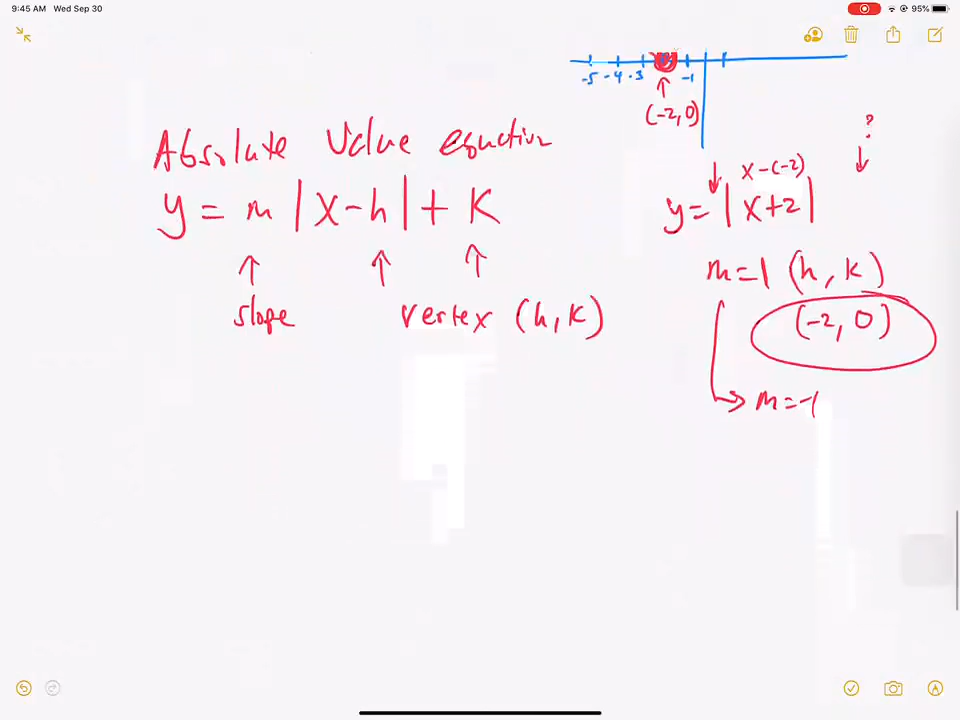 9:45 AM Wed Sep 30
95%
-5 -4 -3 -1
(-2, 0)
Absolute Value equation
?
x-(-2)
y = m |x-h| + K
y = |x+2|
m=1 (h, k)
slope
vertex (h, K)
(-2, 0)
m=-1